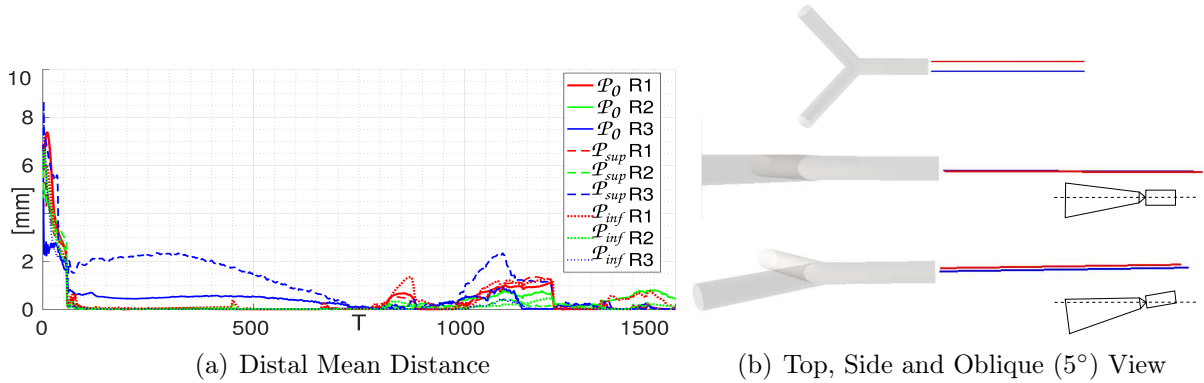 10
8
6
4
2
0
[mm]
0
500
1000
1500
T
𝒫₀ R1
𝒫₀ R2
𝒫₀ R3
𝒫sup R1
𝒫sup R2
𝒫sup R3
𝒫inf R1
𝒫inf R2
𝒫inf R3
(a) Distal Mean Distance
(b) Top, Side and Oblique (5°) View